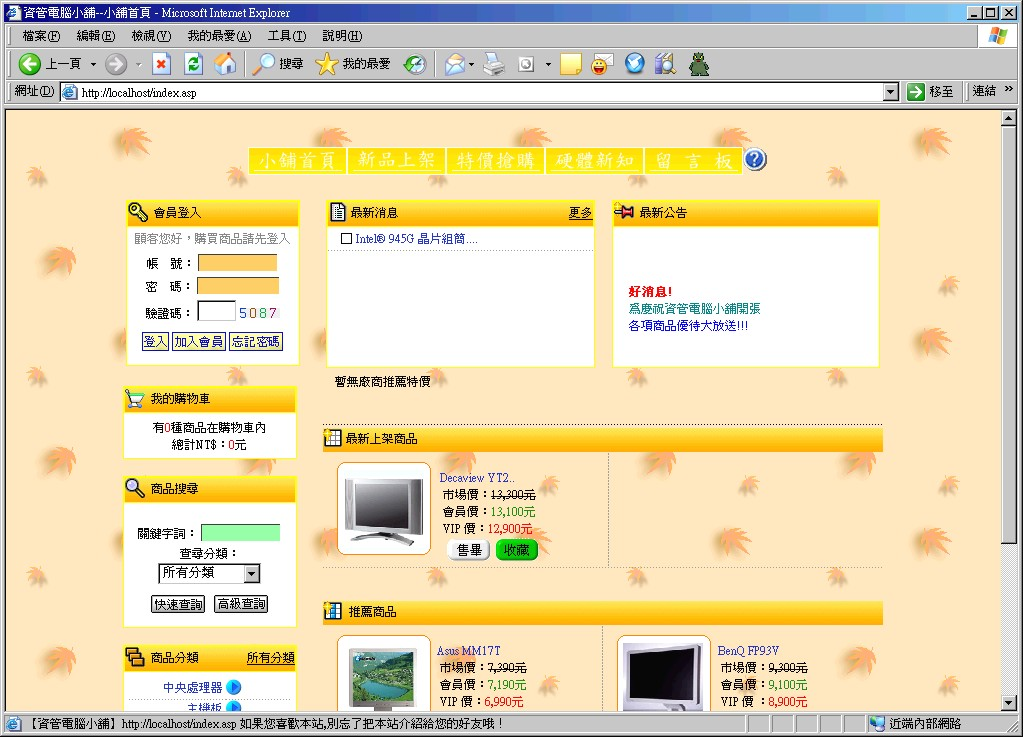 資管電腦小舖--小舖首頁 - Microsoft Internet Explorer
檔案(F) 編輯(E) 檢視(V) 我的最愛(A) 工具(T) 說明(H)
上一頁 搜尋 我的最愛
網址(D) http://localhost/index.asp 移至 連結 »
小舖首頁 新品上架 特價搶購 硬體新知 留言板 ?
會員登入
顧客您好，購買商品請先登入
帳 號：
密 碼：
驗證碼： 5087
登入 加入會員 忘記密碼
最新消息 更多
Intel® 945G 晶片組簡....
最新公告
好消息!
為慶祝資管電腦小舖開張
各項商品優待大放送!!!
暫無廠商推薦特價
我的購物車
有0種商品在購物車內
總計NT$：0元
商品搜尋
關鍵字詞：
查尋分類：
所有分類
快速查詢 高級查詢
商品分類 所有分類
中央處理器
主機板
最新上架商品
Decaview YT2..
市場價：13,300元
會員價：13,100元
VIP 價：12,900元
售畢 收藏
推薦商品
Asus MM17T
市場價：7,390元
會員價：7,190元
VIP 價：6,990元
BenQ FP93V
市場價：9,300元
會員價：9,100元
VIP 價：8,900元
【資管電腦小舖】http://localhost/index.asp 如果您喜歡本站,別忘了把本站介紹給您的好友哦！ 近端內部網路